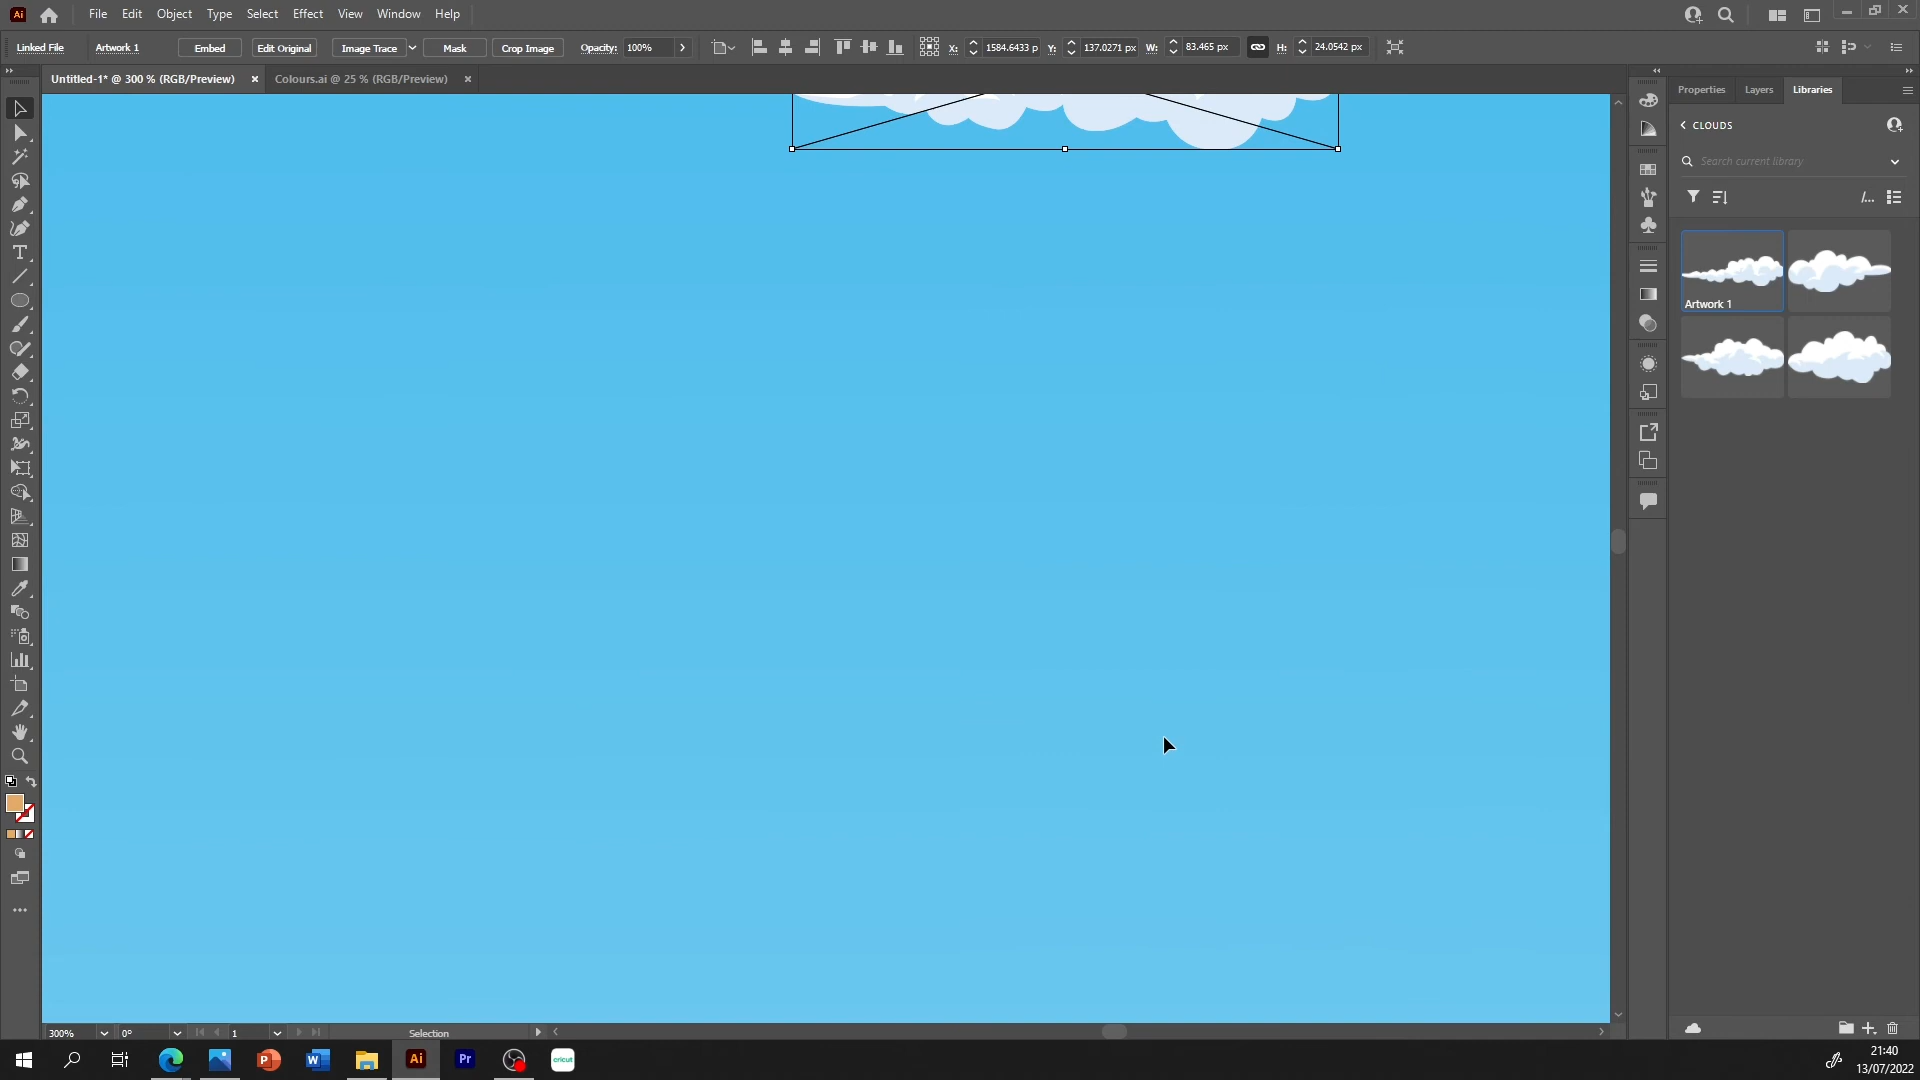 Ai File Edit Object Type Select Effect View Window Help
Linked File Artwork 1 Embed Edit Original Image Trace Mask Crop Image Opacity: 100% X: 1584.6433 p Y: 137.0271 px W: 83.465 px H: 24.0542 px
Untitled-1* @ 300 % (RGB/Preview) × Colours.ai @ 25 % (RGB/Preview) ×
Properties Layers Libraries
CLOUDS
Search current library
/...
Artwork 1
300% 0° 1 Selection
P W Ai Pr cricut
21:40
13/07/2022